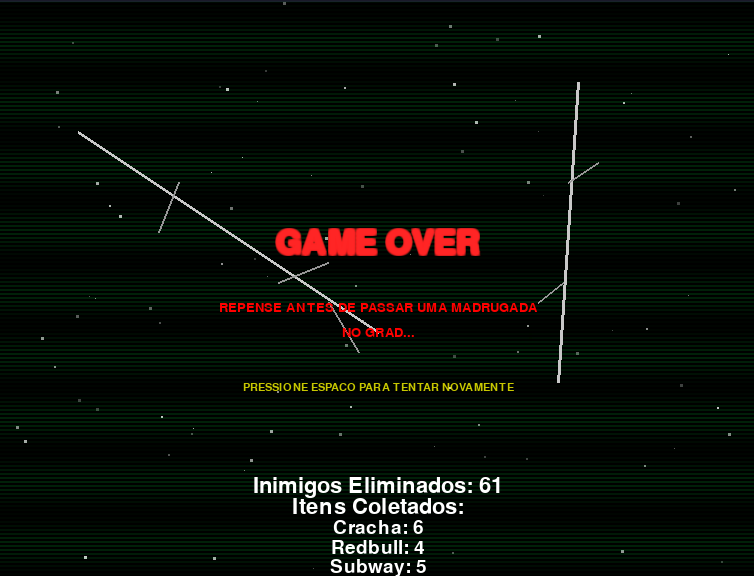 GAME OVER
REPENSE ANTES DE PASSAR UMA MADRUGADA
NO GRAD...
PRESSIONE ESPACO PARA TENTAR NOVAMENTE
Inimigos Eliminados: 61
Itens Coletados:
Cracha: 6
Redbull: 4
Subway: 5